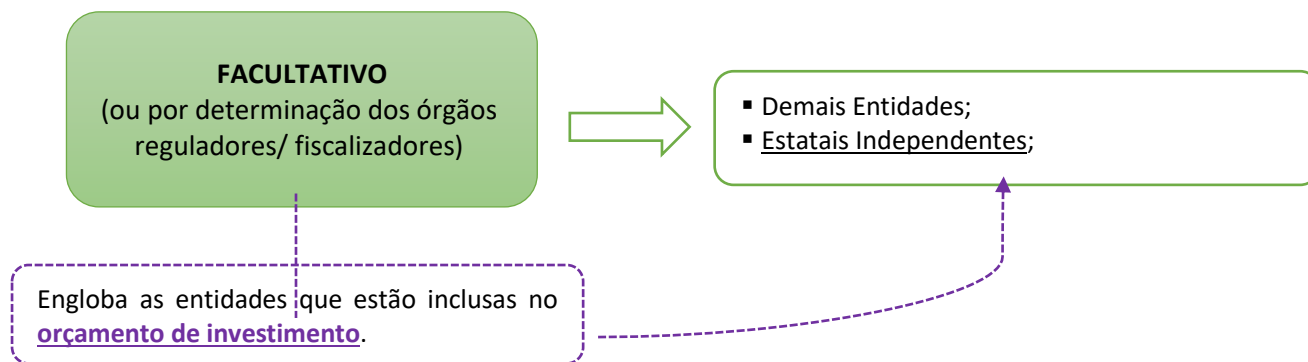 FACULTATIVO
(ou por determinação dos órgãos
reguladores/ fiscalizadores)
▪ Demais Entidades;
▪ Estatais Independentes;
Engloba as entidades que estão inclusas no
orçamento de investimento.